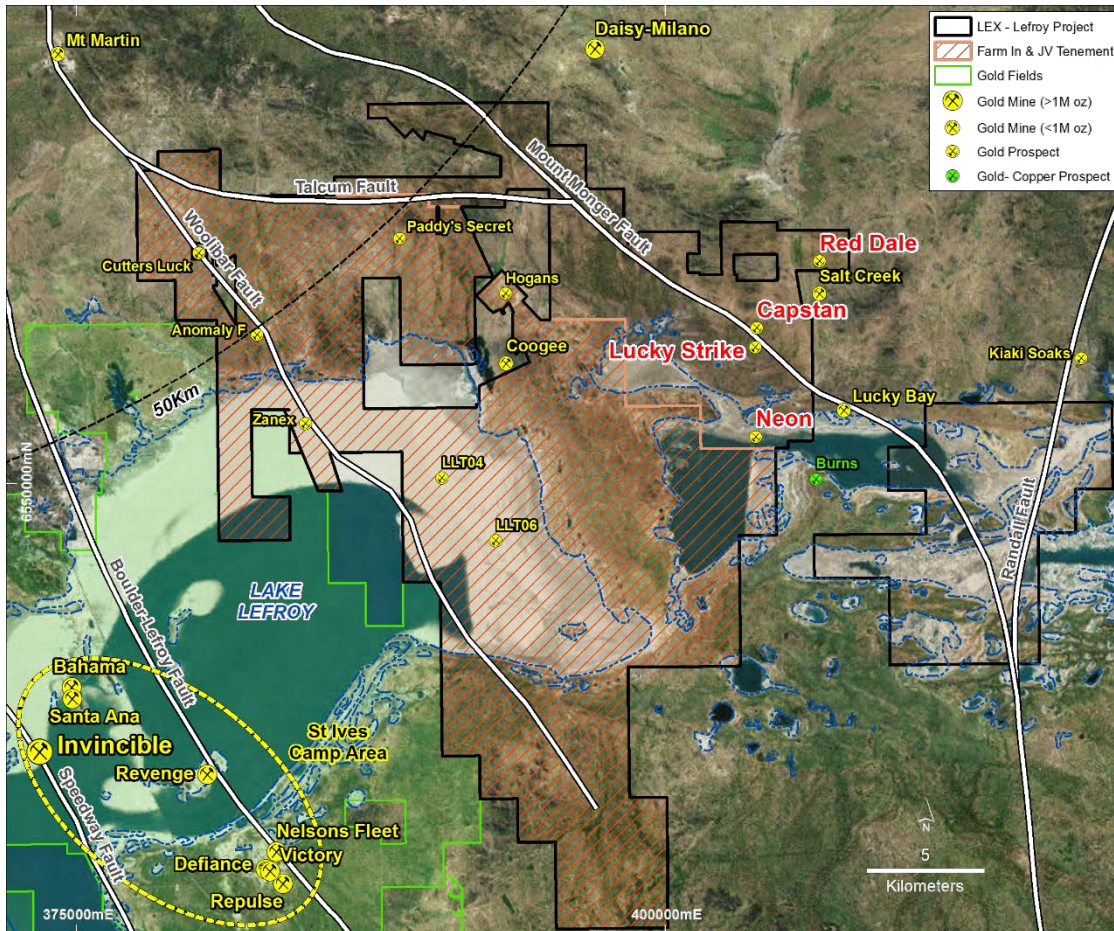 LEX - Lefroy Project
Farm In & JV Tenement
Gold Fields
Gold Mine (>1M oz)
Gold Mine (<1M oz)
Gold Prospect
Gold- Copper Prospect
Mt Martin
Daisy-Milano
Mount Monger Fault
Talcum Fault
Woolibar Fault
Paddy's Secret
Cutters Luck
Hogans
Red Dale
Salt Creek
Capstan
Anomaly F
Lucky Strike
Coogee
Kiaki Soaks
50Km
Lucky Bay
Zanex
Neon
LLT04
Burns
6550000mN
LLT06
Randall Fault
LAKE
LEFROY
Boulder-Lefroy Fault
Bahama
Santa Ana
St Ives
Camp Area
Invincible
Revenge
Speedway Fault
Nelsons Fleet
Victory
Defiance
Repulse
N
5
Kilometers
375000mE
400000mE